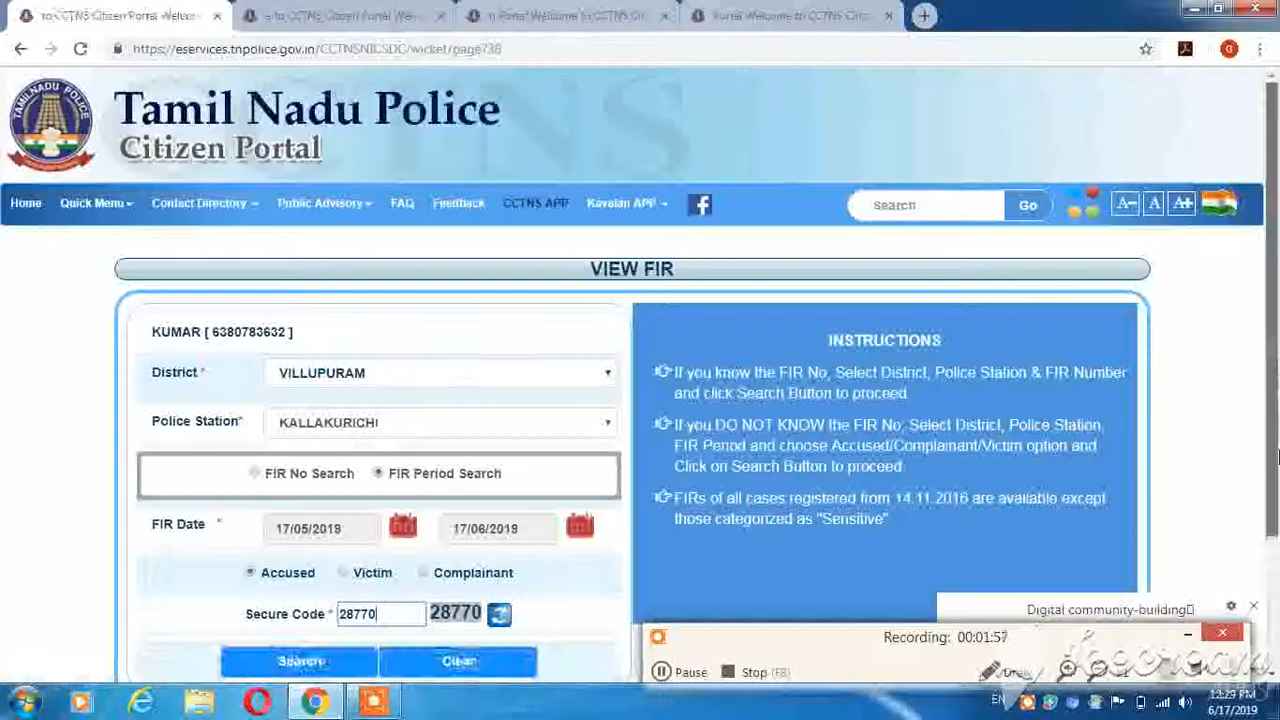 https://eservices.tnpolice.gov.in/CCTNSNICSDC/wicket/page736
Tamil Nadu Police
Citizen Portal
Home Quick Menu Contact Directory Public Advisory FAQ Feedback CCTNS APP Kavalan APP Search Go A- A A+
VIEW FIR
KUMAR [ 6380783632 ]
District * VILLUPURAM
Police Station* KALLAKURICHI
FIR No Search FIR Period Search
FIR Date * 17/05/2019 17/06/2019
Accused Victim Complainant
Secure Code * 28770 28770
Search Clear
INSTRUCTIONS
If you know the FIR No, Select District, Police Station & FIR Number
and click Search Button to proceed
If you DO NOT KNOW the FIR No, Select District, Police Station,
FIR Period and choose Accused/Complainant/Victim option and
Click on Search Button to proceed
FIRs of all cases registered from 14.11.2016 are available except
those categorized as "Sensitive"
Digital community-building
Recording: 00:01:57
Pause Stop (F8) Draw
EN
12:29 PM
6/17/2019